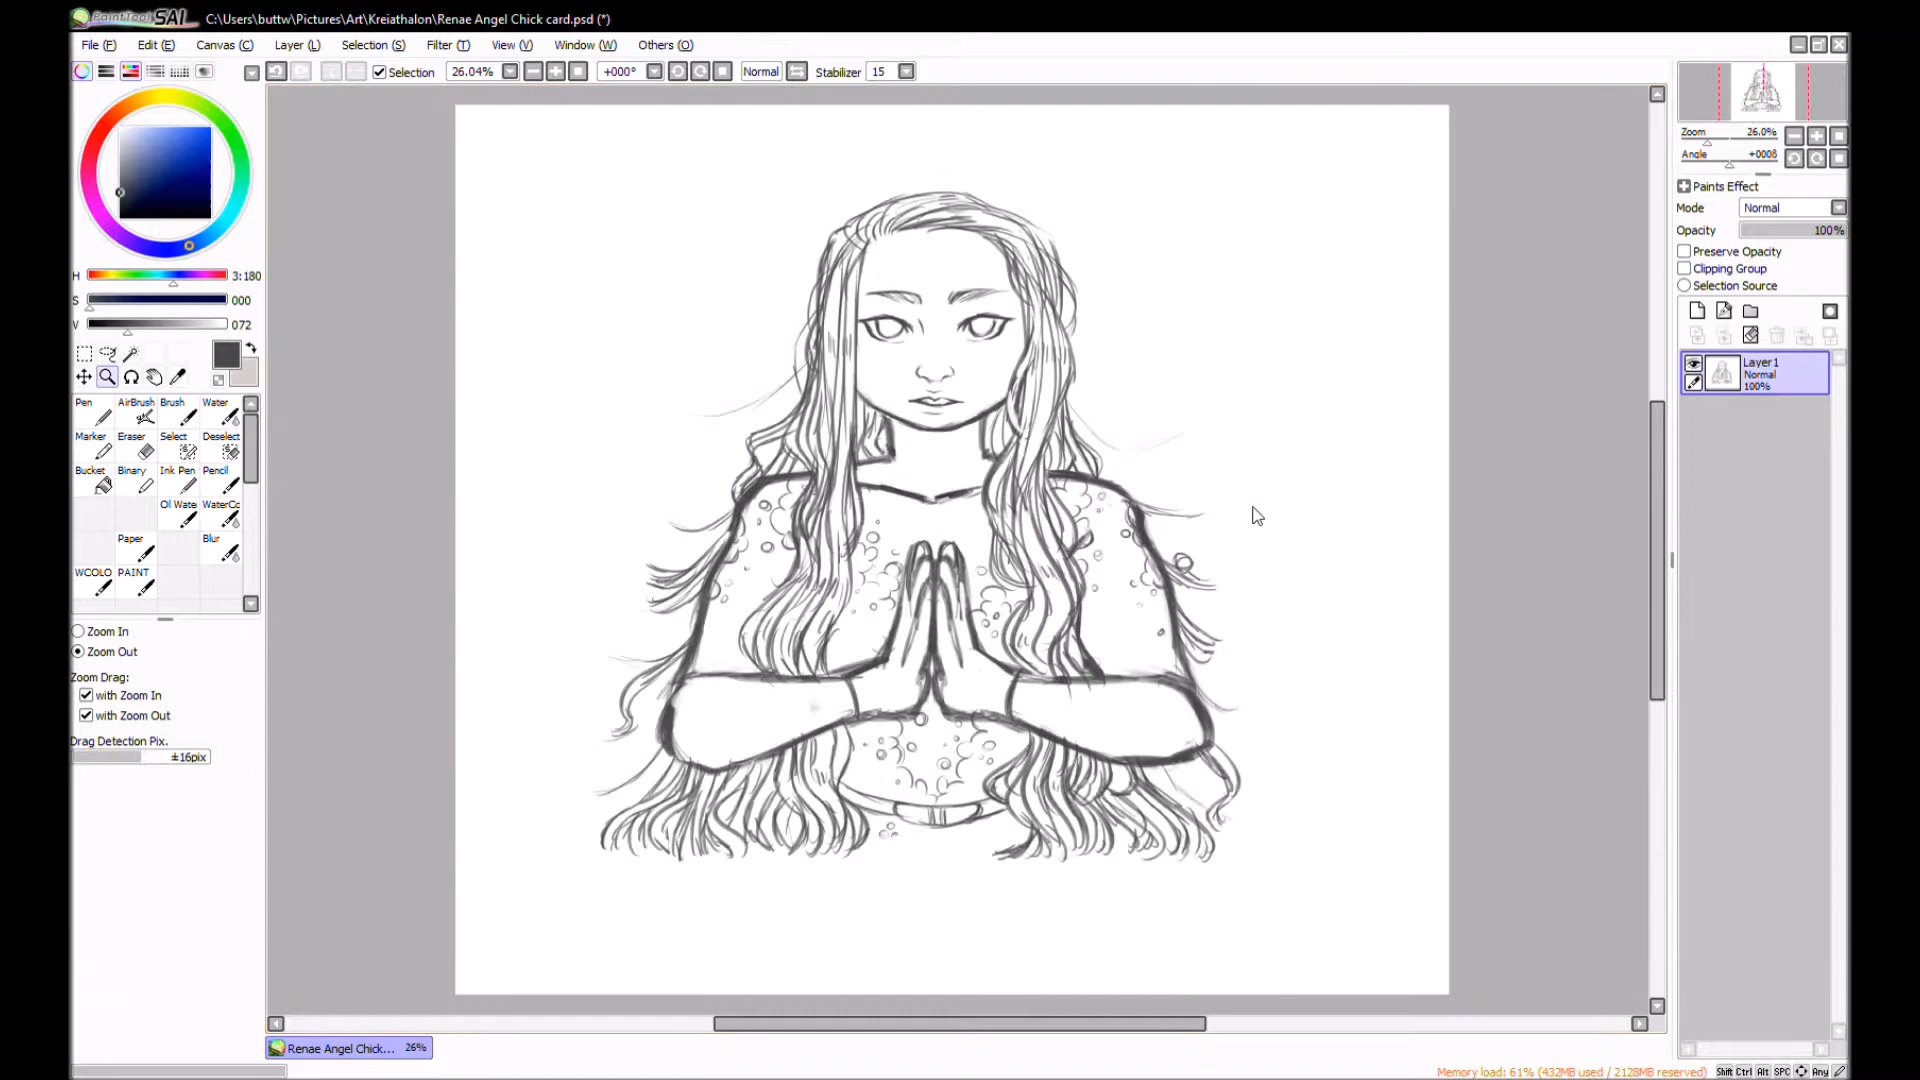 PaintTool SAI C:\Users\buttw\Pictures\Art\Kreiathalon\Renae Angel Chick card.psd (*)
File (F) Edit (E) Canvas (C) Layer (L) Selection (S) Filter (T) View (V) Window (W) Others (O)
Selection 26.04% +000° Normal Stabilizer 15
Zoom 26.0%
Angle +000ß
Paints Effect
Mode Normal
Opacity 100%
Preserve Opacity
Clipping Group
Selection Source
Layer1
Normal
100%
H 3:180
S 000
V 072
Pen AirBrush Brush Water
Marker Eraser Select Deselect
Bucket Binary Ink Pen Pencil
Ol Wate WaterCc
Paper Blur
WCOLO PAINT
Zoom In
Zoom Out
Zoom Drag:
with Zoom In
with Zoom Out
Drag Detection Pix.
±16pix
Renae Angel Chick... 26%
Memory load: 61% (432MB used / 2128MB reserved) Shift Ctrl Alt SPC Any